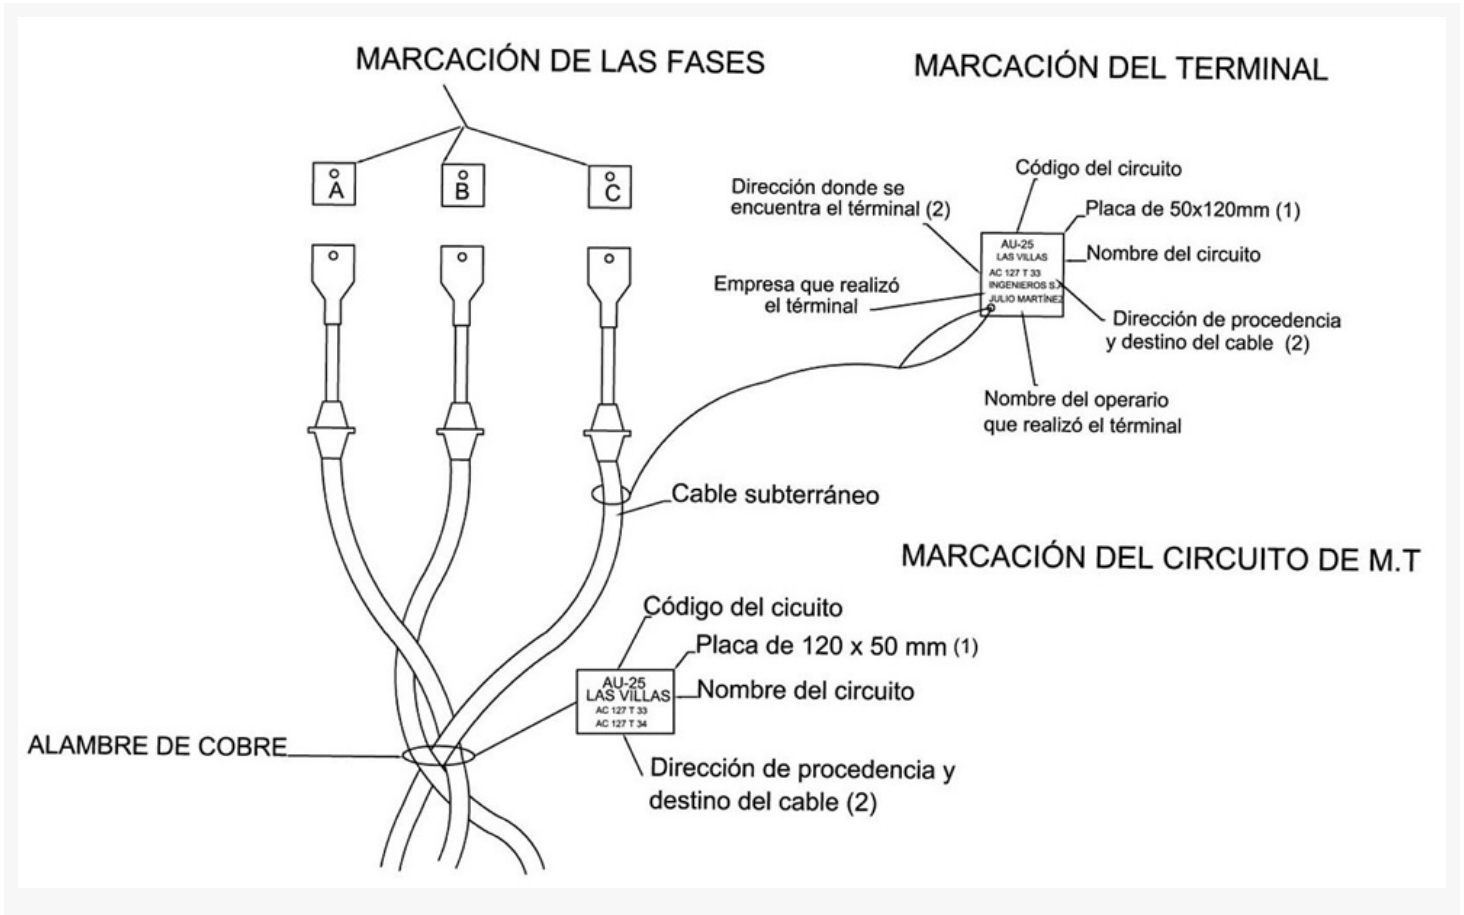 MARCACIÓN DE LAS FASES
A
B
C
MARCACIÓN DEL TERMINAL
Código del circuito
Dirección donde se
encuentra el términal (2)
Placa de 50x120mm (1)
AU-25
LAS VILLAS
AC 127 T 33
INGENIEROS S.A
JULIO MARTÍNEZ
Nombre del circuito
Empresa que realizó
el términal
Dirección de procedencia
y destino del cable (2)
Nombre del operario
que realizó el términal
Cable subterráneo
MARCACIÓN DEL CIRCUITO DE M.T
Código del cicuito
Placa de 120 x 50 mm (1)
AU-25
LAS VILLAS
AC 127 T 33
AC 127 T 34
Nombre del circuito
ALAMBRE DE COBRE
Dirección de procedencia y
destino del cable (2)